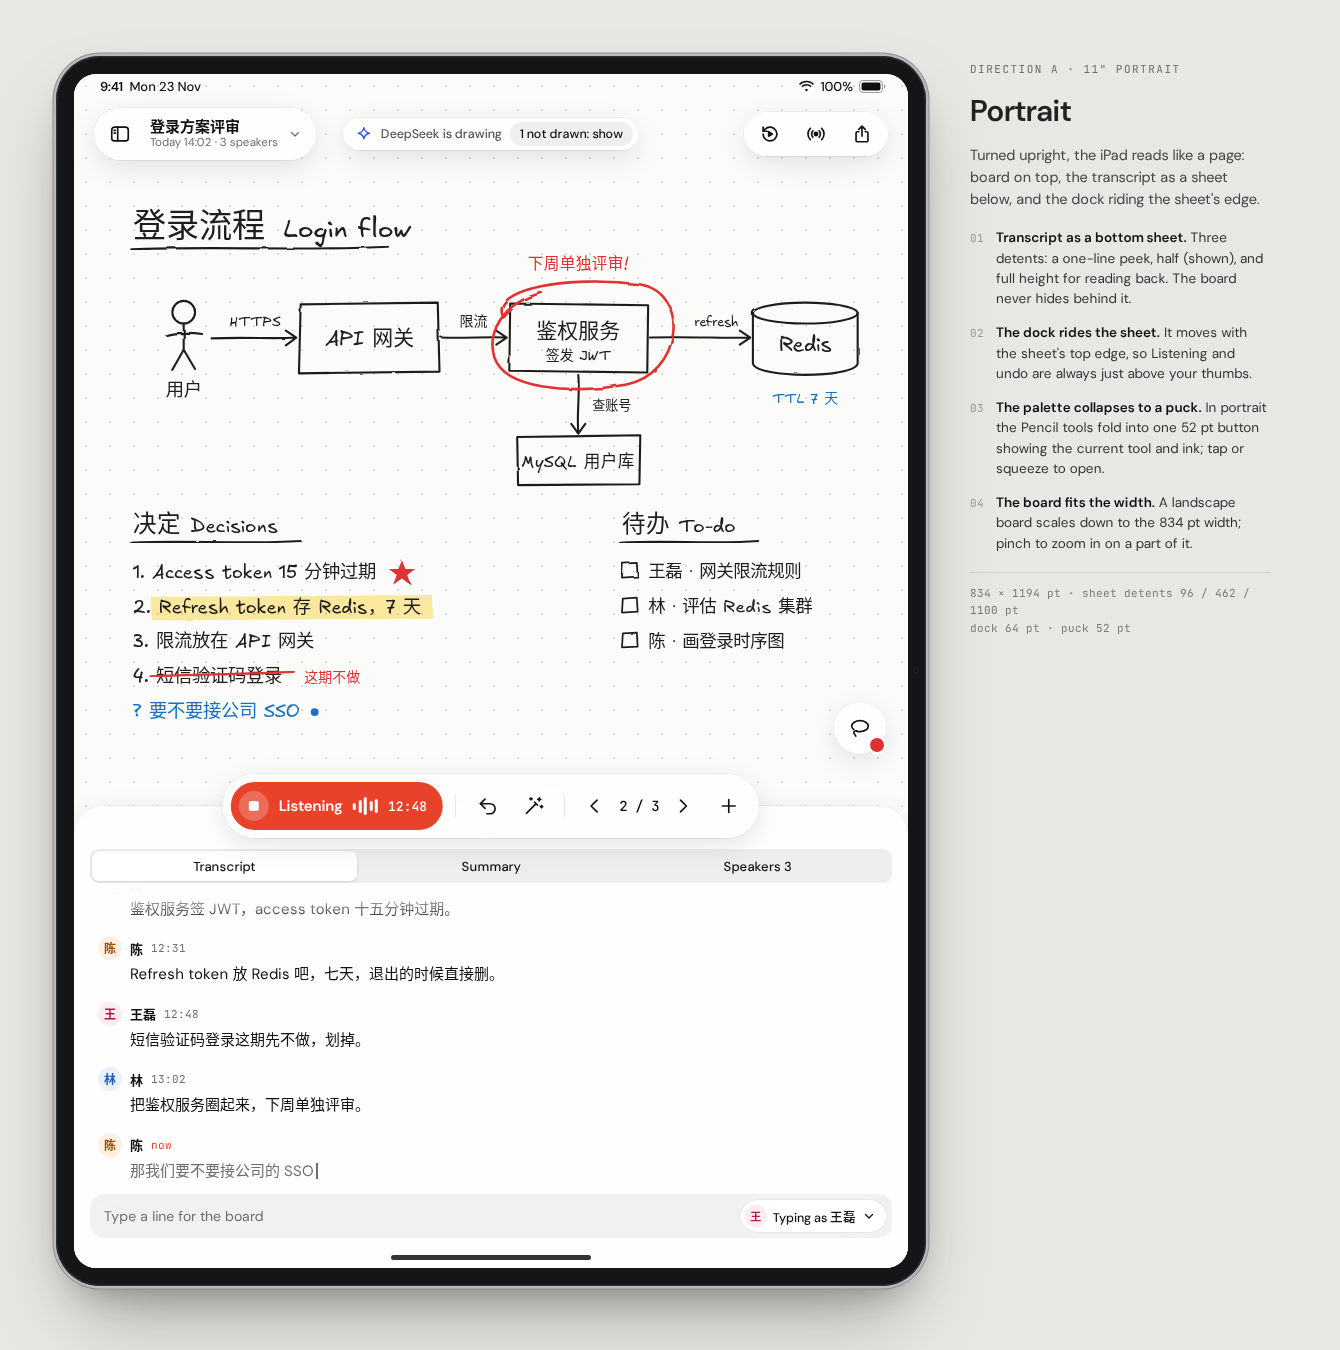 DIRECTION A · 11" PORTRAIT
Portrait
Turned upright, the iPad reads like a page:
board on top, the transcript as a sheet
below, and the dock riding the sheet's edge.
01 Transcript as a bottom sheet. Three
detents: a one-line peek, half (shown), and
full height for reading back. The board
never hides behind it.
02 The dock rides the sheet. It moves with
the sheet's top edge, so Listening and
undo are always just above your thumbs.
03 The palette collapses to a puck. In portrait
the Pencil tools fold into one 52 pt button
showing the current tool and ink; tap or
squeeze to open.
04 The board fits the width. A landscape
board scales down to the 834 pt width;
pinch to zoom in on a part of it.
834 × 1194 pt · sheet detents 96 / 462 /
1100 pt
dock 64 pt · puck 52 pt
9:41 Mon 23 Nov
100%
登录方案评审
Today 14:02 · 3 speakers
DeepSeek is drawing 1 not drawn: show
登录流程 Login flow
下周单独评审!
用户
HTTPS
API 网关
限流
鉴权服务
签发 JWT
refresh
Redis
TTL 7 天
查账号
MySQL 用户库
决定 Decisions
1. Access token 15 分钟过期
2. Refresh token 存 Redis，7 天
3. 限流放在 API 网关
4. 短信验证码登录 这期不做
? 要不要接公司 SSO
待办 To-do
王磊 · 网关限流规则
林 · 评估 Redis 集群
陈 · 画登录时序图
Listening 12:48
2 / 3
Transcript Summary Speakers 3
鉴权服务签 JWT，access token 十五分钟过期。
陈 陈 12:31
Refresh token 放 Redis 吧，七天，退出的时候直接删。
王 王磊 12:48
短信验证码登录这期先不做，划掉。
林 林 13:02
把鉴权服务圈起来，下周单独评审。
陈 陈 now
那我们要不要接公司的 SSO
Type a line for the board
王 Typing as 王磊